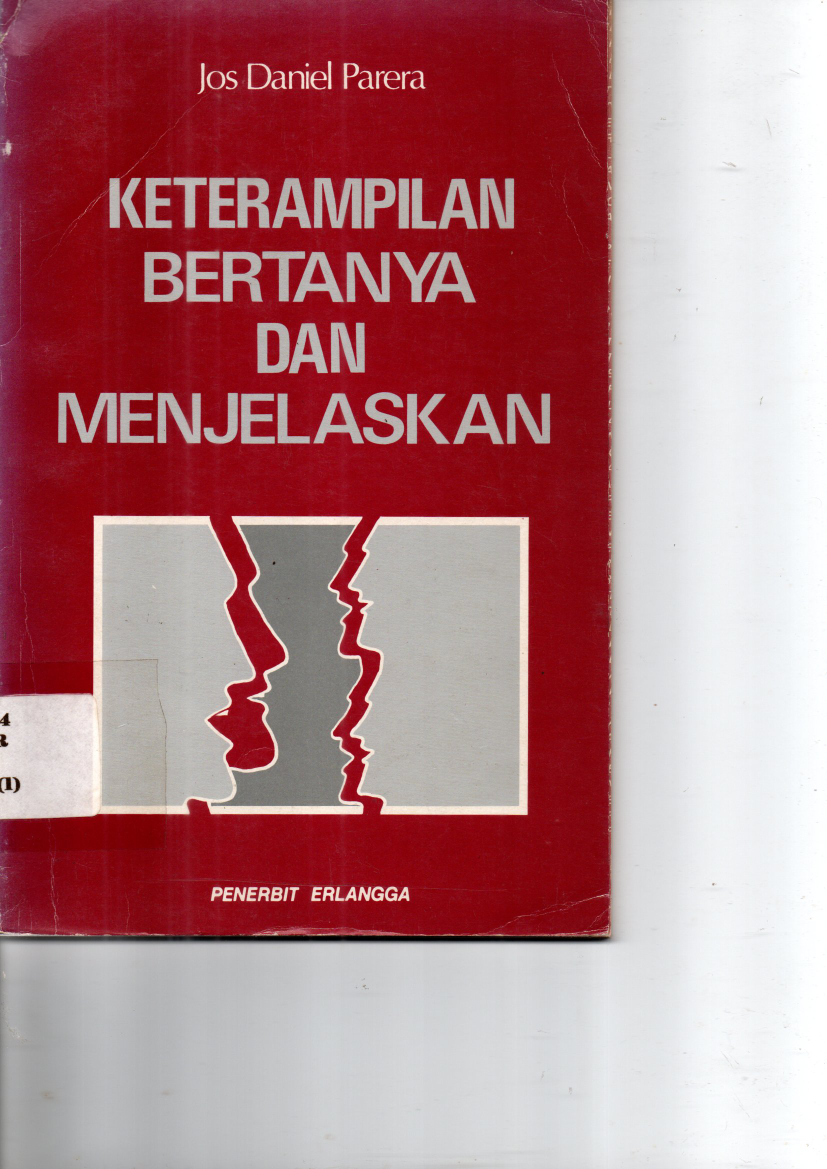 Jos Daniel Parera
KETERAMPILAN
BERTANYA
DAN
MENJELASKAN
4
R
(1)
PENERBIT ERLANGGA